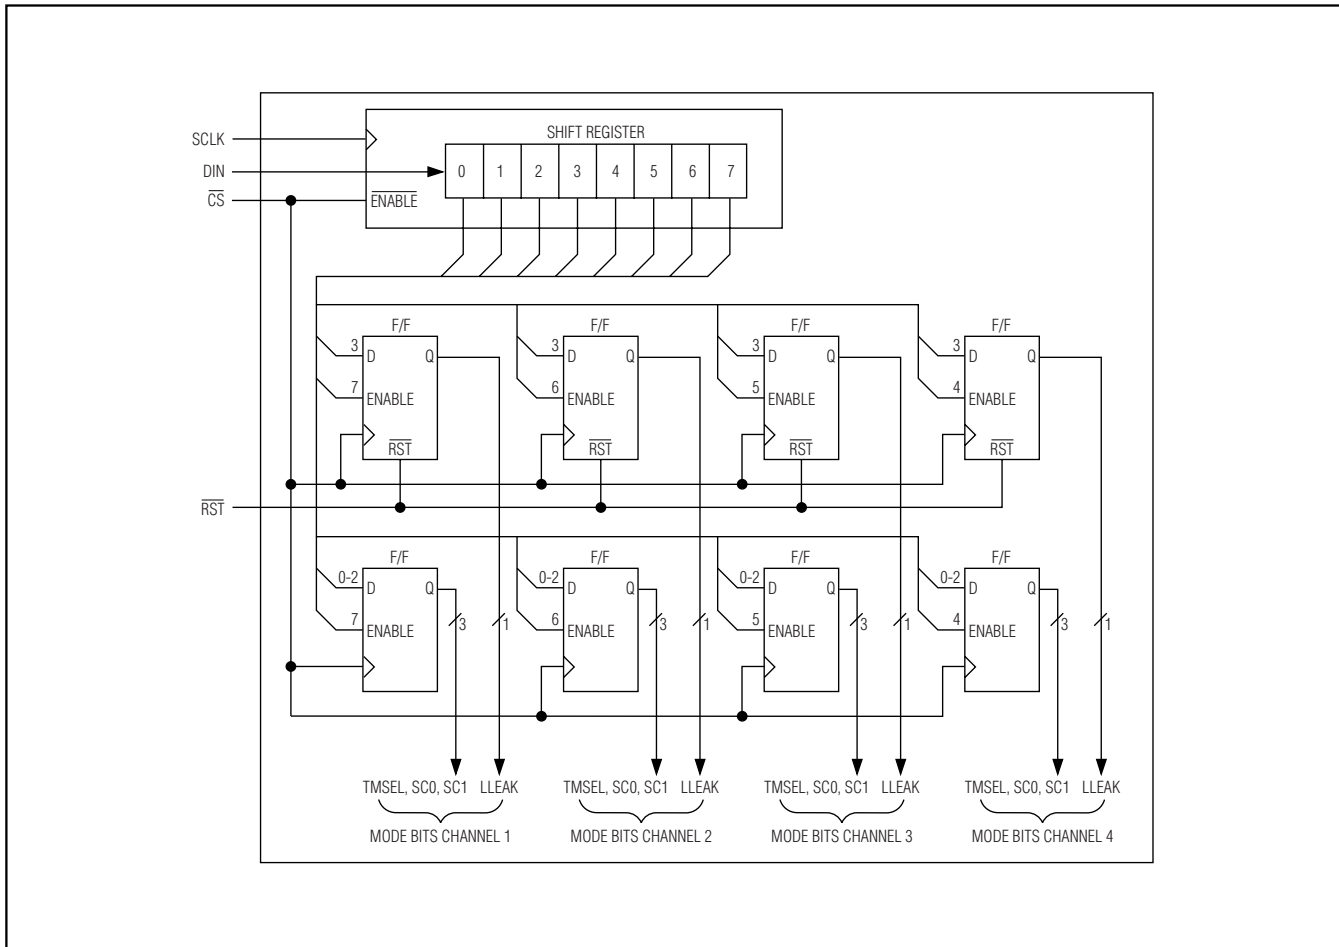 SHIFT REGISTER
SCLK
DIN
0 1 2 3 4 5 6 7
CS
ENABLE
F/F F/F F/F F/F
3 D Q 3 D Q 3 D Q 3 D Q
7 ENABLE 6 ENABLE 5 ENABLE 4 ENABLE
RST RST RST RST
RST
F/F F/F F/F F/F
0-2 D Q 0-2 D Q 0-2 D Q 0-2 D Q
7 ENABLE 3 1 6 ENABLE 3 1 5 ENABLE 3 1 4 ENABLE 3 1
TMSEL, SC0, SC1 LLEAK TMSEL, SC0, SC1 LLEAK TMSEL, SC0, SC1 LLEAK TMSEL, SC0, SC1 LLEAK
MODE BITS CHANNEL 1 MODE BITS CHANNEL 2 MODE BITS CHANNEL 3 MODE BITS CHANNEL 4